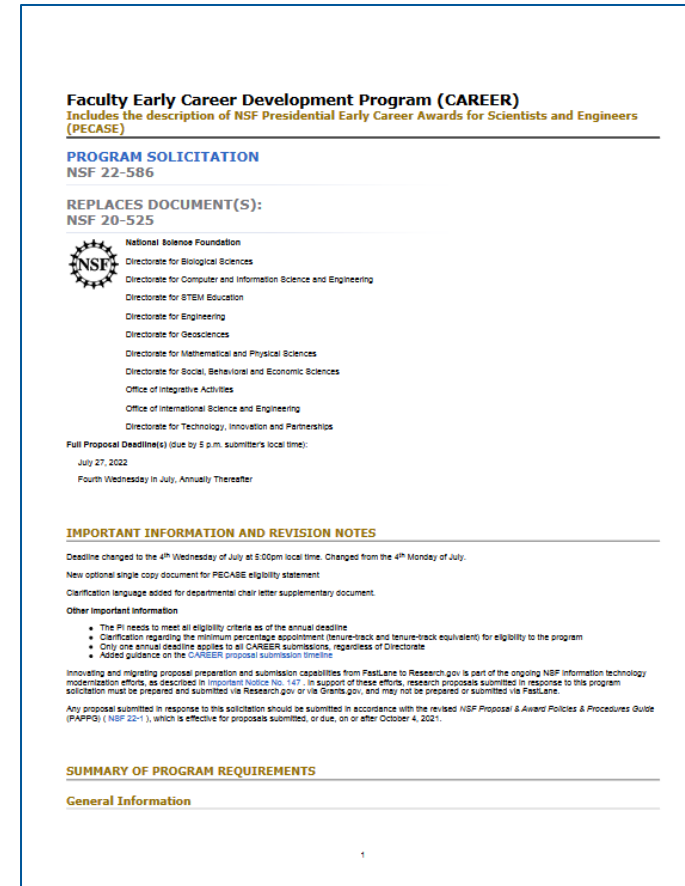 Faculty Early Career Development Program (CAREER)
Includes the description of NSF Presidential Early Career Awards for Scientists and Engineers
(PECASE)
PROGRAM SOLICITATION
NSF 22-586
REPLACES DOCUMENT(S):
NSF 20-525
NSF
National Science Foundation
Directorate for Biological Sciences
Directorate for Computer and Information Science and Engineering
Directorate for STEM Education
Directorate for Engineering
Directorate for Geosciences
Directorate for Mathematical and Physical Sciences
Directorate for Social, Behavioral and Economic Sciences
Office of Integrative Activities
Office of International Science and Engineering
Directorate for Technology, Innovation and Partnerships
Full Proposal Deadline(s) (due by 5 p.m. submitter's local time):
July 27, 2022
Fourth Wednesday in July, Annually Thereafter
IMPORTANT INFORMATION AND REVISION NOTES
Deadline changed to the 4th Wednesday of July at 5:00pm local time. Changed from the 4th Monday of July.
New optional single copy document for PECASE eligibility statement
Clarification language added for departmental chair letter supplementary document.
Other Important Information
• The PI needs to meet all eligibility criteria as of the annual deadline
• Clarification regarding the minimum percentage appointment (tenure-track and tenure-track equivalent) for eligibility to the program
• Only one annual deadline applies to all CAREER submissions, regardless of Directorate
• Added guidance on the CAREER proposal submission timeline
Innovating and migrating proposal preparation and submission capabilities from FastLane to Research.gov is part of the ongoing NSF information technology
modernization efforts, as described in Important Notice No. 147 . In support of these efforts, research proposals submitted in response to this program
solicitation must be prepared and submitted via Research.gov or via Grants.gov, and may not be prepared or submitted via FastLane.
Any proposal submitted in response to this solicitation should be submitted in accordance with the revised NSF Proposal & Award Policies & Procedures Guide
(PAPPG) ( NSF 22-1 ), which is effective for proposals submitted, or due, on or after October 4, 2021.
SUMMARY OF PROGRAM REQUIREMENTS
General Information
1